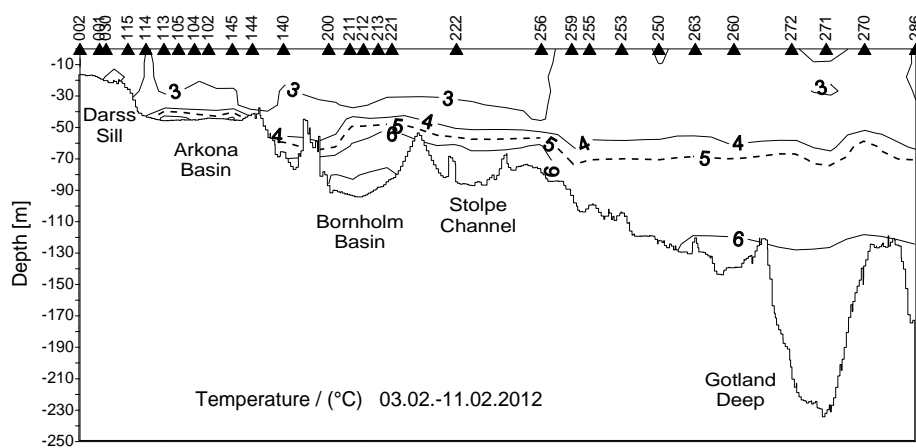 002 001 030 115 114 113 105 104 102 145 144 140 200 211 212 213 221 222 256 259 255 253 250 263 260 272 271 270 286
-10
-30
-50
-70
-90
-110
-130
-150
-170
-190
-210
-230
-250
Depth [m]
3 3 3 3
4 4 4
5 5 5
6 6 6
Darss
Sill
Arkona
Basin
Bornholm
Basin
Stolpe
Channel
Gotland
Deep
Temperature / (°C) 03.02.-11.02.2012